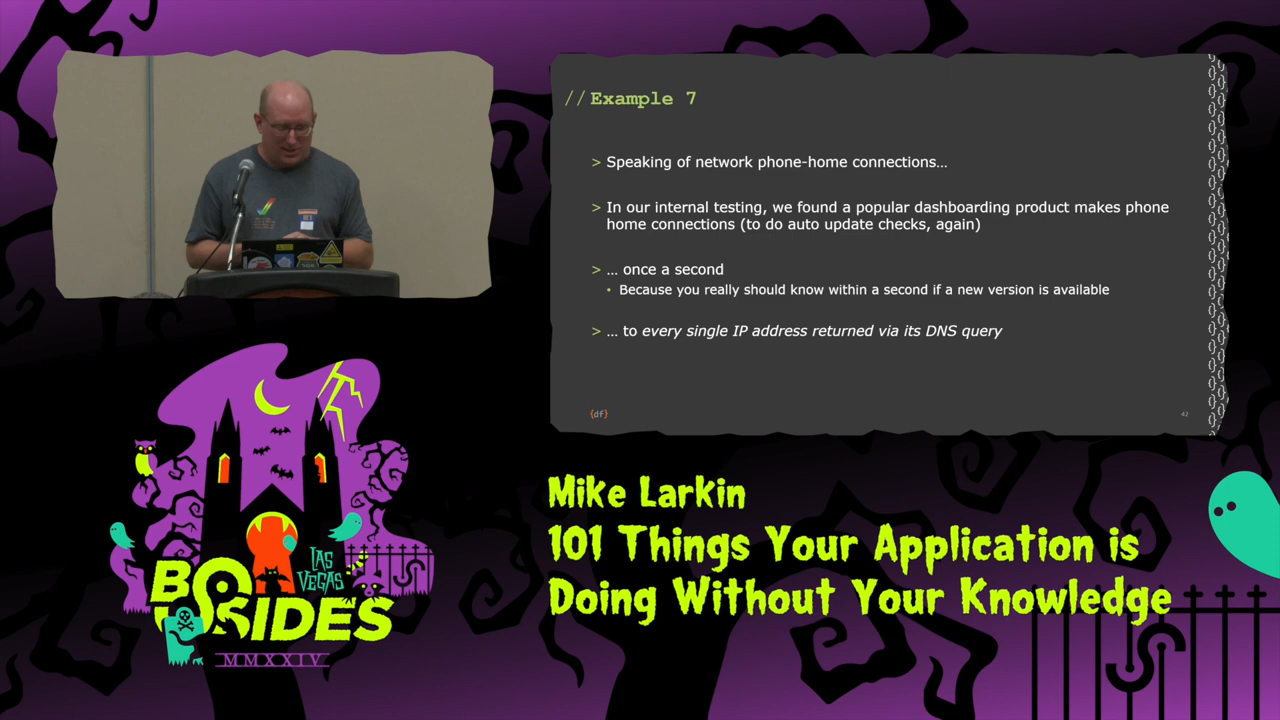 // Example 7
> Speaking of network phone-home connections…
> In our internal testing, we found a popular dashboarding product makes phone
home connections (to do auto update checks, again)
> … once a second
• Because you really should know within a second if a new version is available
> … to every single IP address returned via its DNS query
{df}
42
Mike Larkin
101 Things Your Application is
Doing Without Your Knowledge
LAS
VEGAS
BSIDES
MMXXIV